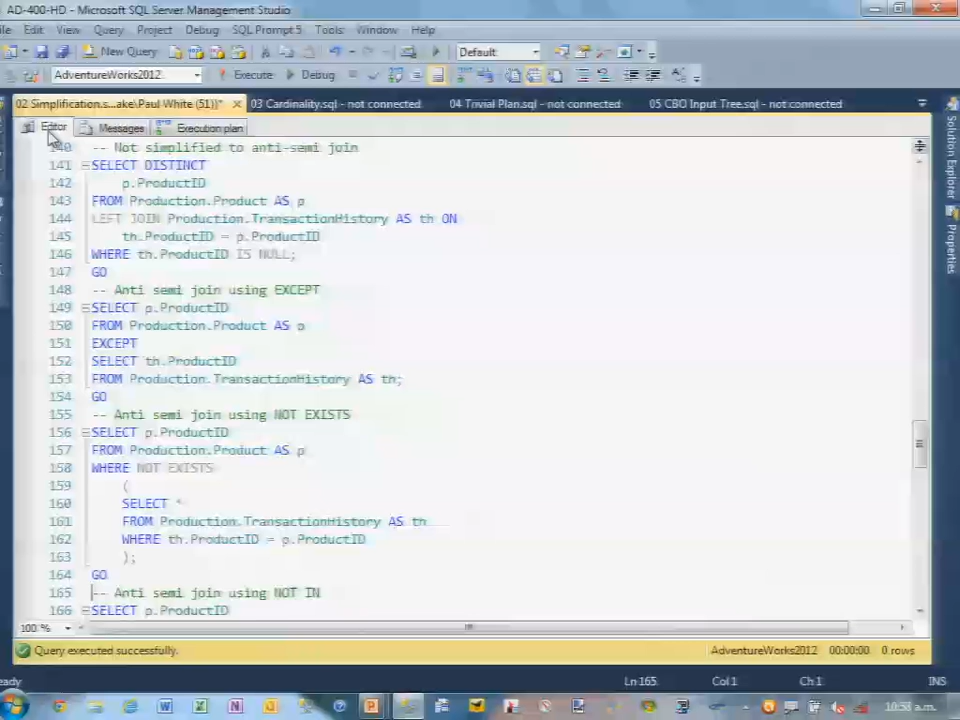 AD-400-HD - Microsoft SQL Server Management Studio
ile Edit View Query Project Debug SQL Prompt 5 Tools Window Help
New Query Default
AdventureWorks2012 Execute Debug
02 Simplification.s...ake\Paul White (51))* 03 Cardinality.sql - not connected 04 Trivial Plan.sql - not connected 05 CBO Input Tree.sql - not connected
Editor Messages Execution plan
140 -- Not simplified to anti-semi join
141 SELECT DISTINCT
142 p.ProductID
143 FROM Production.Product AS p
144 LEFT JOIN Production.TransactionHistory AS th ON
145 th.ProductID = p.ProductID
146 WHERE th.ProductID IS NULL;
147 GO
148 -- Anti semi join using EXCEPT
149 SELECT p.ProductID
150 FROM Production.Product AS p
151 EXCEPT
152 SELECT th.ProductID
153 FROM Production.TransactionHistory AS th;
154 GO
155 -- Anti semi join using NOT EXISTS
156 SELECT p.ProductID
157 FROM Production.Product AS p
158 WHERE NOT EXISTS
159 (
160 SELECT *
161 FROM Production.TransactionHistory AS th
162 WHERE th.ProductID = p.ProductID
163 );
164 GO
165 -- Anti semi join using NOT IN
166 SELECT p.ProductID
100 %
Query executed successfully. AdventureWorks2012 00:00:00 0 rows
eady Ln 165 Col 1 Ch 1 INS
10:58 a.m.
Solution Explorer
Properties